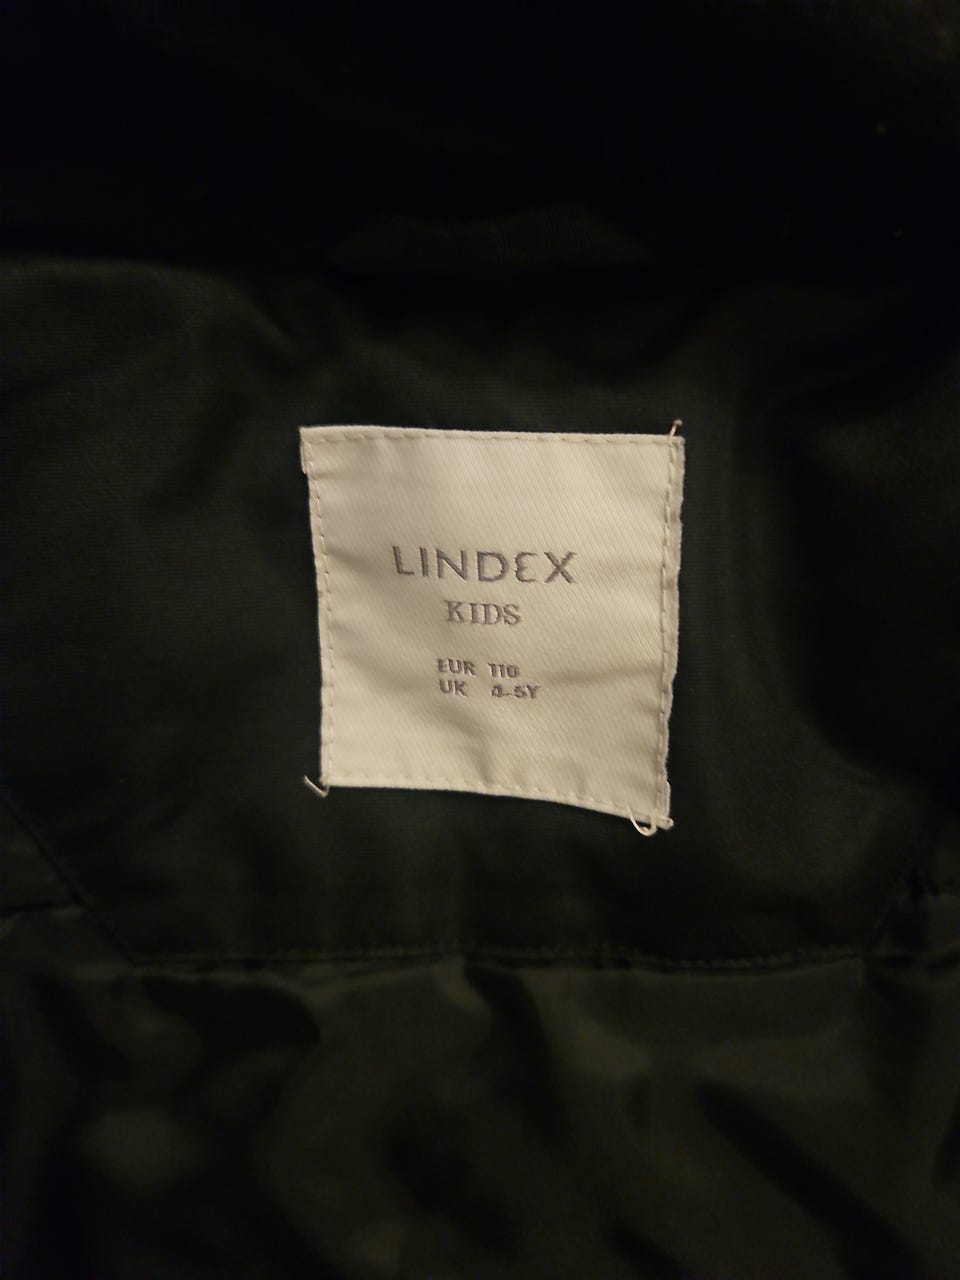 LINDEX
KIDS
EUR 110
UK 4-5Y